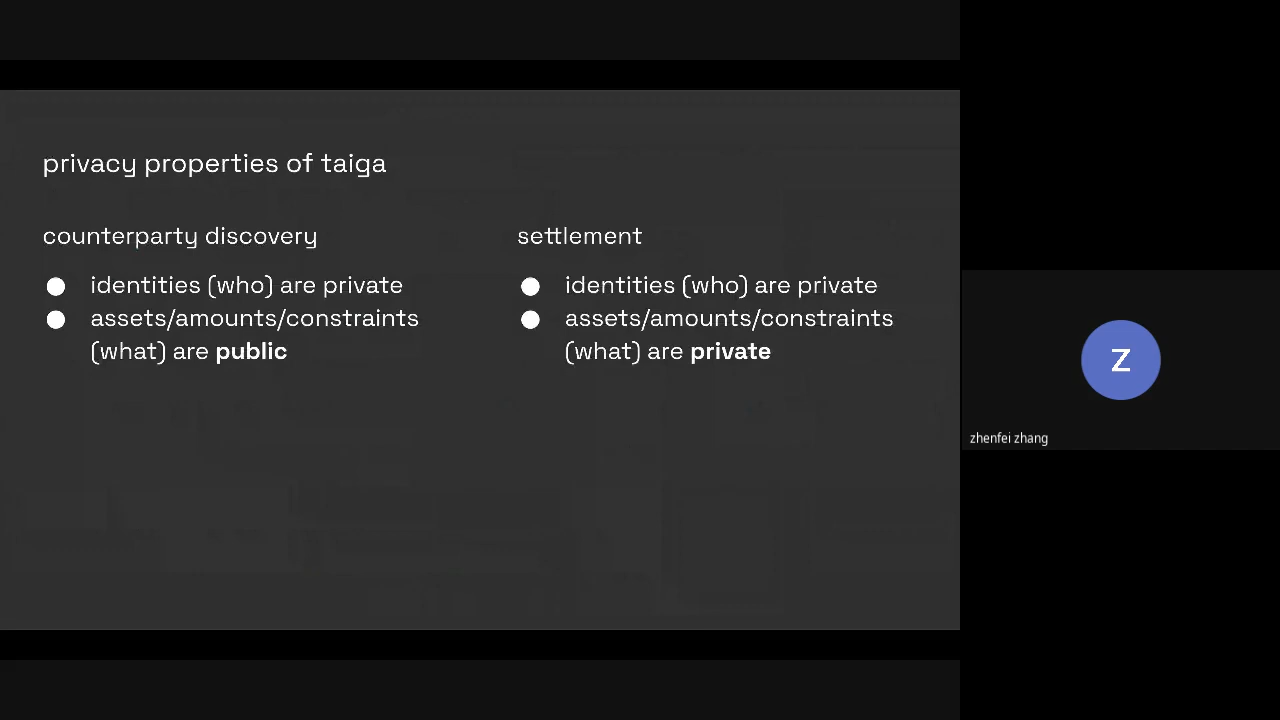 privacy properties of taiga
counterparty discovery
● identities (who) are private
● assets/amounts/constraints
(what) are public
settlement
● identities (who) are private
● assets/amounts/constraints
(what) are private
Z
zhenfei zhang